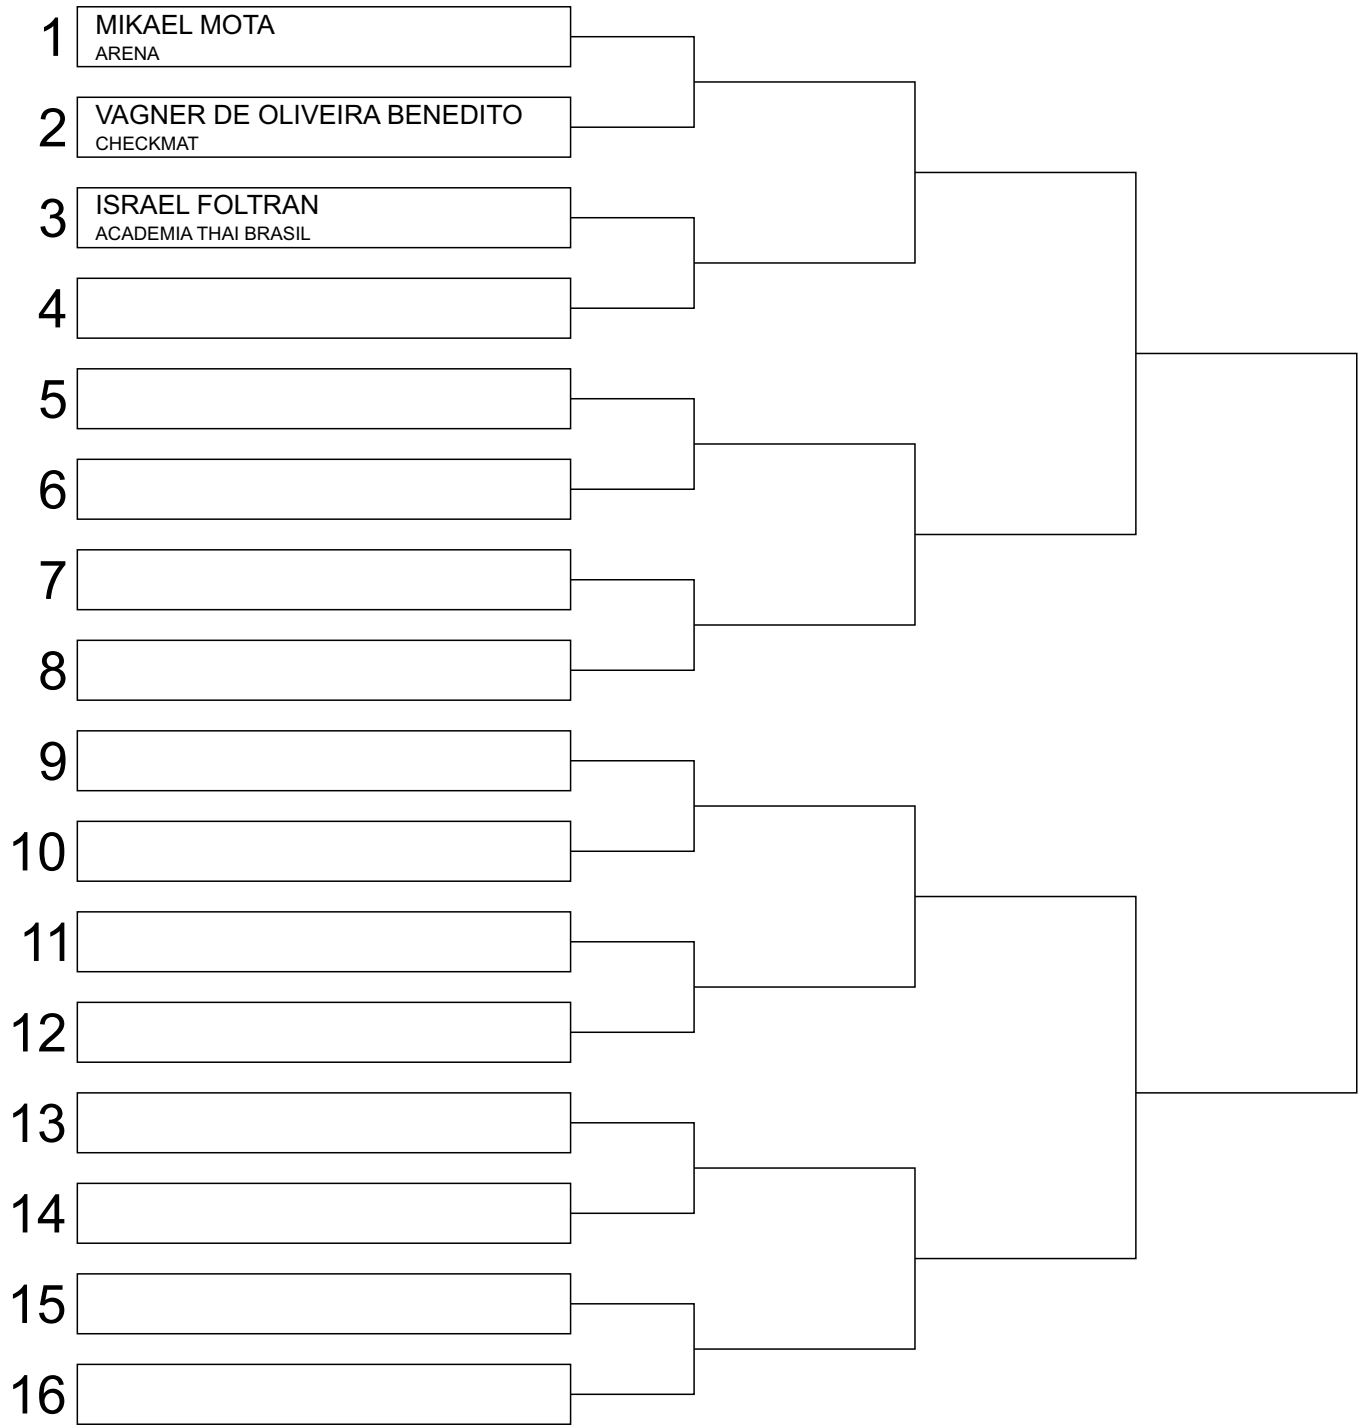 1
MIKAEL MOTA
ARENA
2
VAGNER DE OLIVEIRA BENEDITO
CHECKMAT
3
ISRAEL FOLTRAN
ACADEMIA THAI BRASIL
4
5
6
7
8
9
10
11
12
13
14
15
16